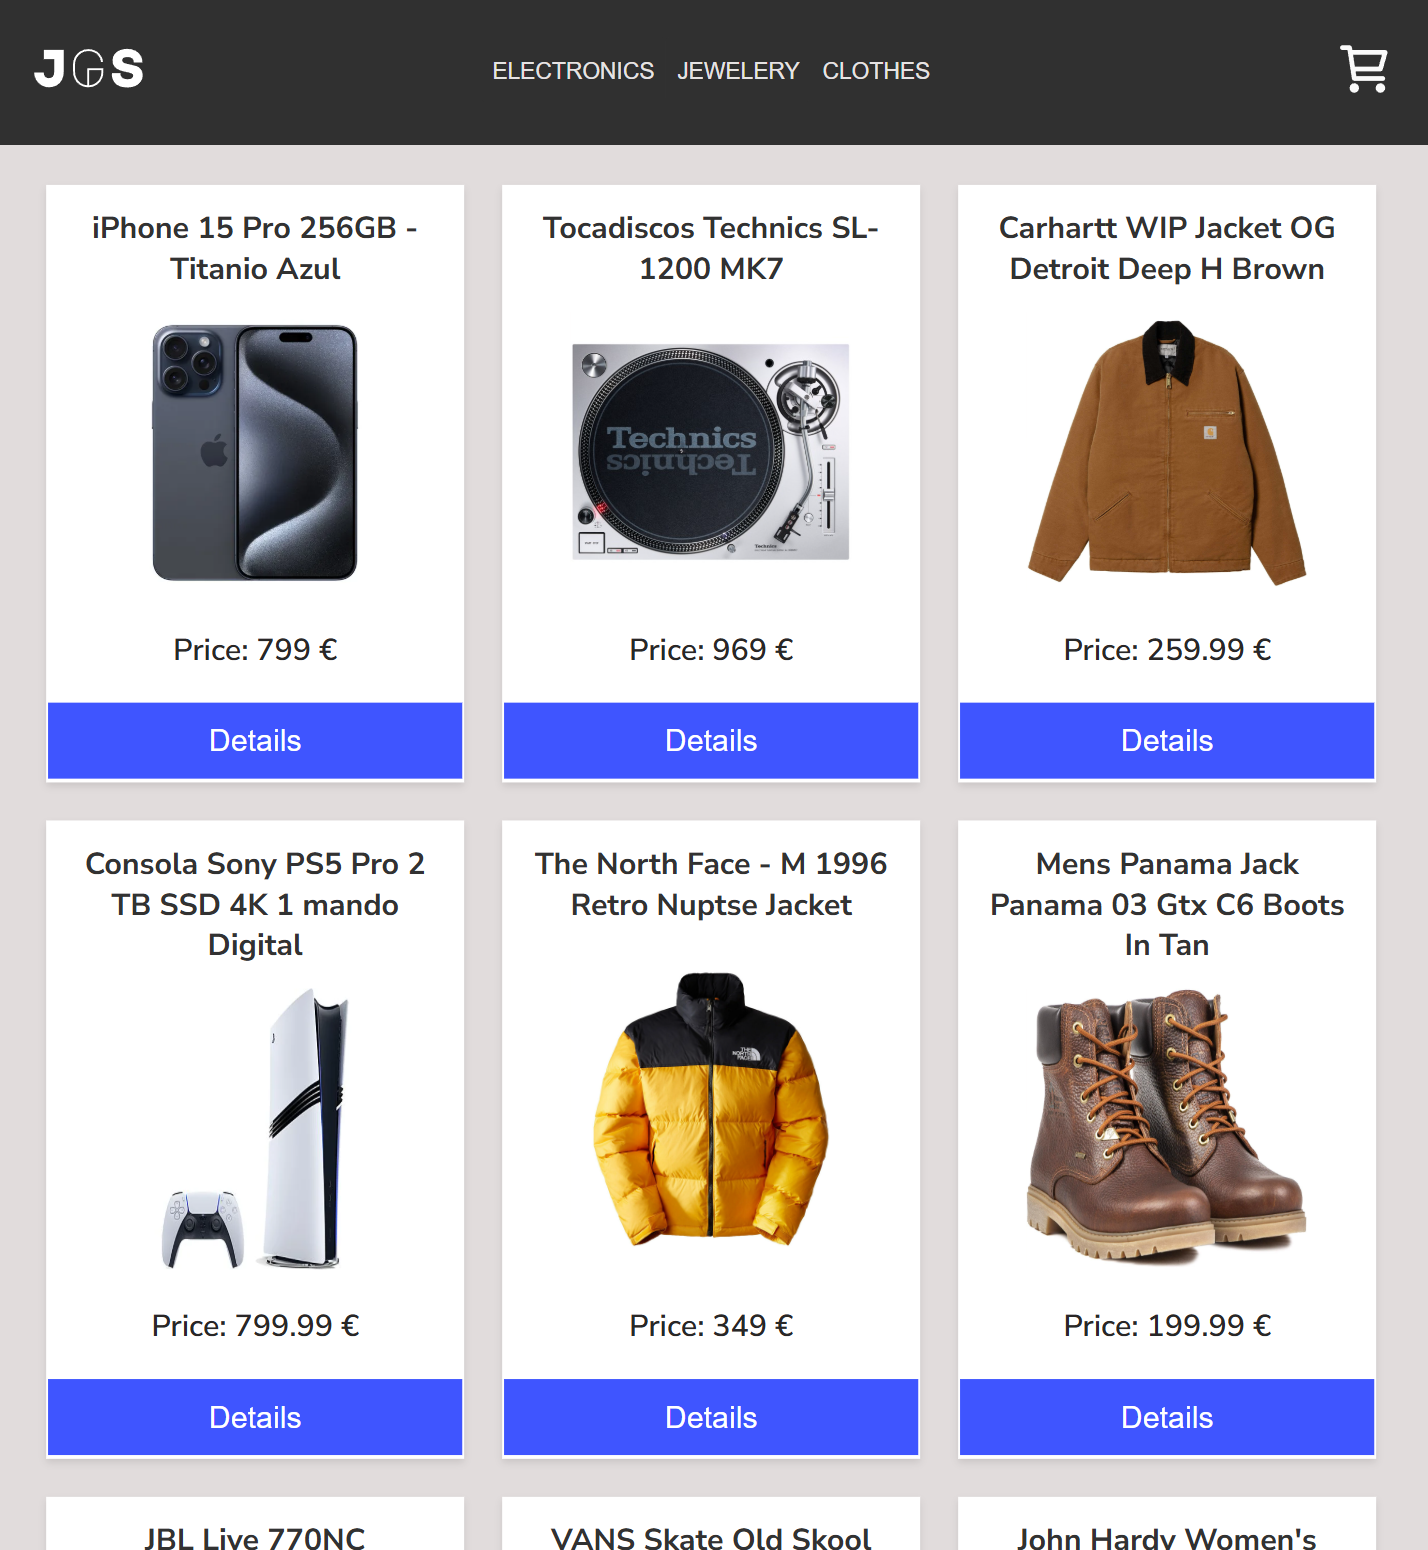 JGS
ELECTRONICS JEWELERY CLOTHES
iPhone 15 Pro 256GB -
Titanio Azul
Price: 799 €
Details
Tocadiscos Technics SL-
1200 MK7
Technics
Technics
Technics
Price: 969 €
Details
Carhartt WIP Jacket OG
Detroit Deep H Brown
Price: 259.99 €
Details
Consola Sony PS5 Pro 2
TB SSD 4K 1 mando
Digital
Price: 799.99 €
Details
The North Face - M 1996
Retro Nuptse Jacket
THE
NORTH
FACE
Price: 349 €
Details
Mens Panama Jack
Panama 03 Gtx C6 Boots
In Tan
Price: 199.99 €
Details
JBL Live 770NC
VANS Skate Old Skool
John Hardy Women's